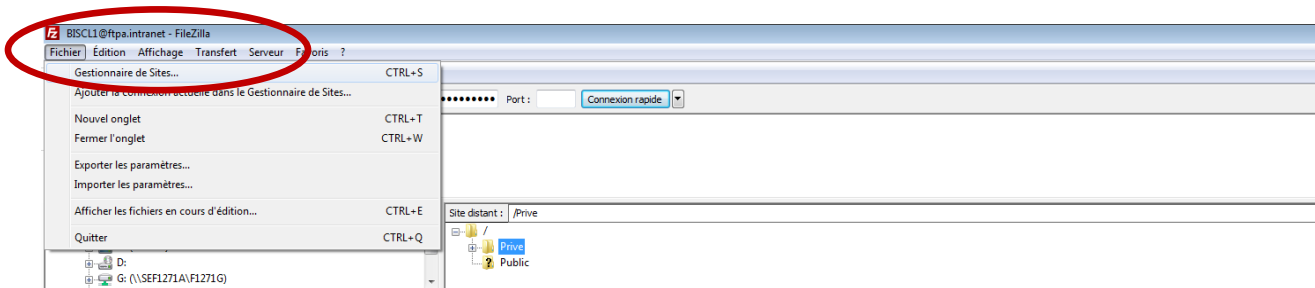 BISCL1@ftpa.intranet - FileZilla
Fichier Édition Affichage Transfert Serveur Favoris ?
Gestionnaire de Sites... CTRL+S
Ajouter la connexion actuelle dans le Gestionnaire de Sites...
Port : Connexion rapide
Nouvel onglet CTRL+T
Fermer l'onglet CTRL+W
Exporter les paramètres...
Importer les paramètres...
Afficher les fichiers en cours d'édition... CTRL+E
Quitter CTRL+Q
Site distant : /Prive
/
Prive
Public
D:
G: (\\SEF1271A\F1271G)